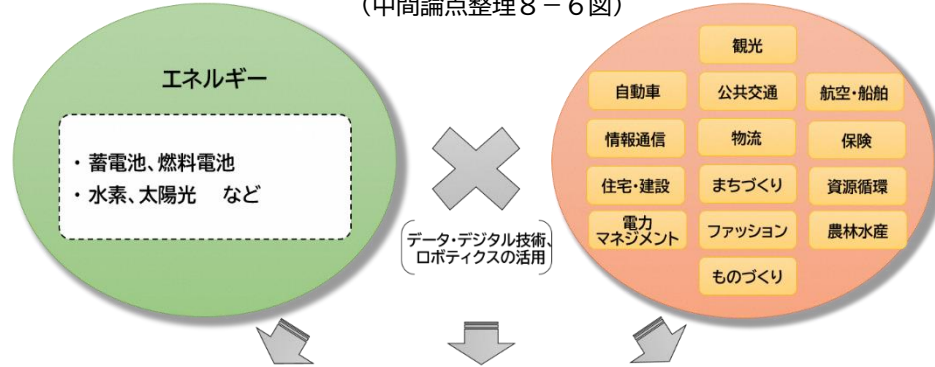 （中間論点整理８－６図）
エネルギー
・蓄電池、燃料電池
・水素、太陽光　など
データ・デジタル技術、
ロボティクスの活用
観光
自動車
公共交通
航空・船舶
情報通信
物流
保険
住宅・建設
まちづくり
資源循環
電力
マネジメント
ファッション
農林水産
ものづくり